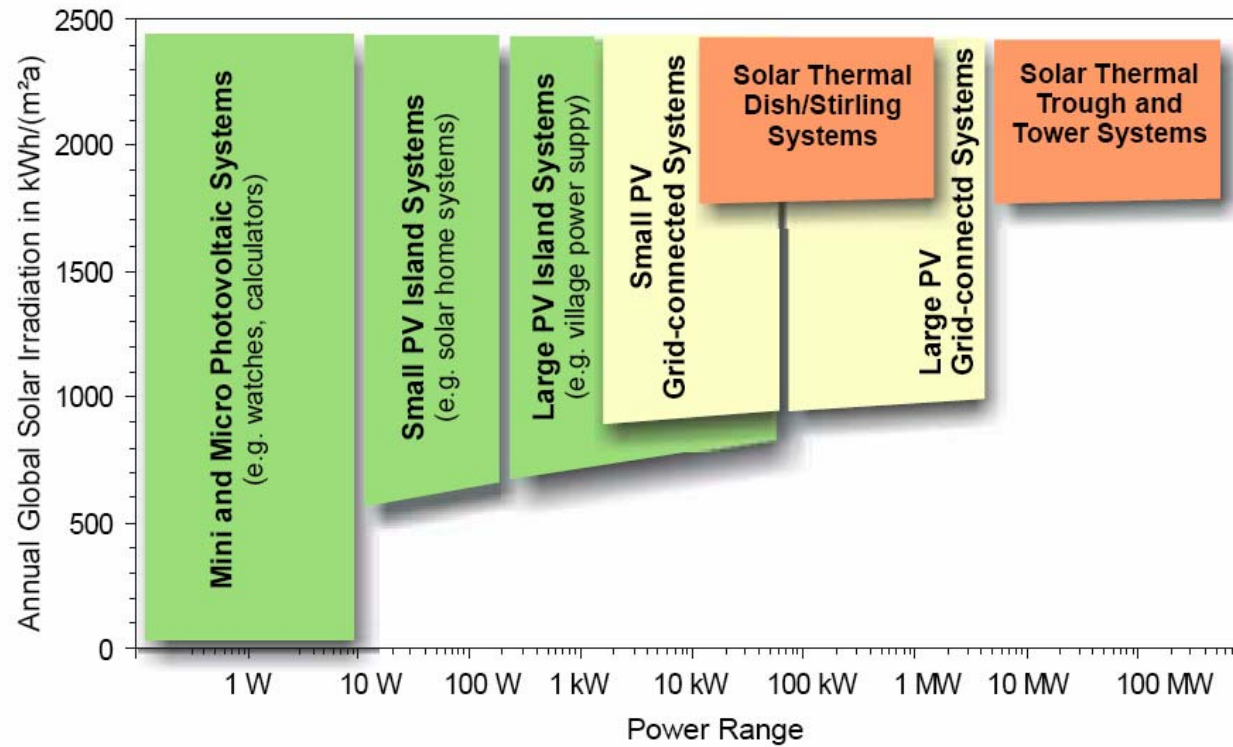 Annual Global Solar Irradiation in kWh/(m²a)
2500
2000
1500
1000
500
0
Mini and Micro Photovoltaic Systems
(e.g. watches, calculators)
Small PV Island Systems
(e.g. solar home systems)
Large PV Island Systems
(e.g. village power suppy)
Small PV
Grid-connected Systems
Solar Thermal
Dish/Stirling
Systems
Large PV
Grid-connectd Systems
Solar Thermal
Trough and
Tower Systems
1 W
10 W
100 W
1 kW
10 kW
100 kW
1 MW
10 MW
100 MW
Power Range